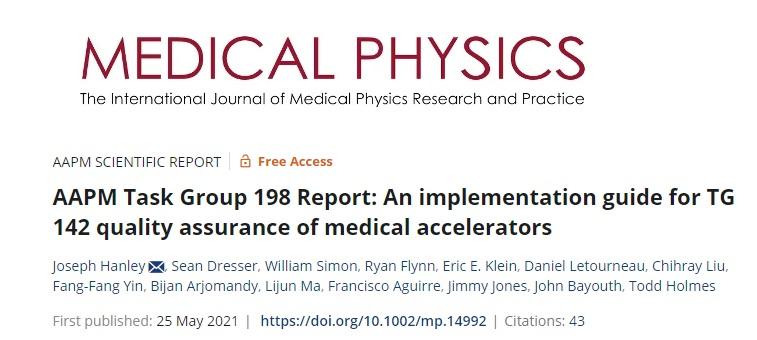 MEDICAL PHYSICS
The International Journal of Medical Physics Research and Practice
AAPM SCIENTIFIC REPORT | Free Access
AAPM Task Group 198 Report: An implementation guide for TG
142 quality assurance of medical accelerators
Joseph Hanley, Sean Dresser, William Simon, Ryan Flynn, Eric E. Klein, Daniel Letourneau, Chihray Liu,
Fang-Fang Yin, Bijan Arjomandy, Lijun Ma, Francisco Aguirre, Jimmy Jones, John Bayouth, Todd Holmes
First published: 25 May 2021 | https://doi.org/10.1002/mp.14992 | Citations: 43